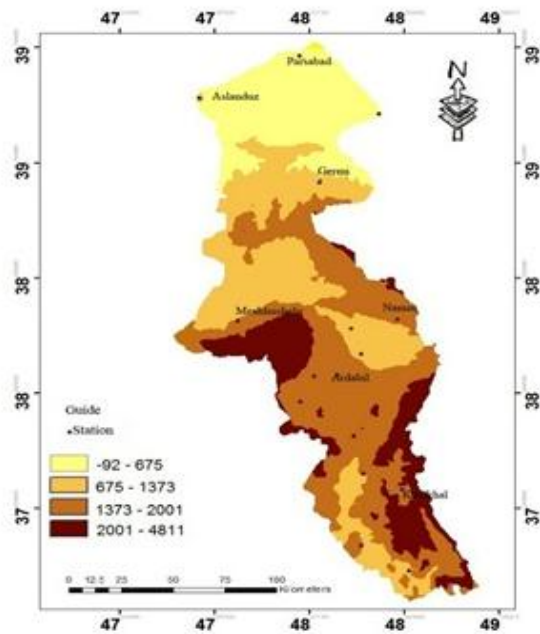 47 47 48 48 49
39 39
Parsabad
Aslanduz
N
39 39
Germi
38 38
Namin
Ardabil
38 38
Guide
Station
-92 - 675
675 - 1373
1373 - 2001
2001 - 4811
37 37
0 12.5 25 50 75 100
Kilometers
47 47 48 48 49